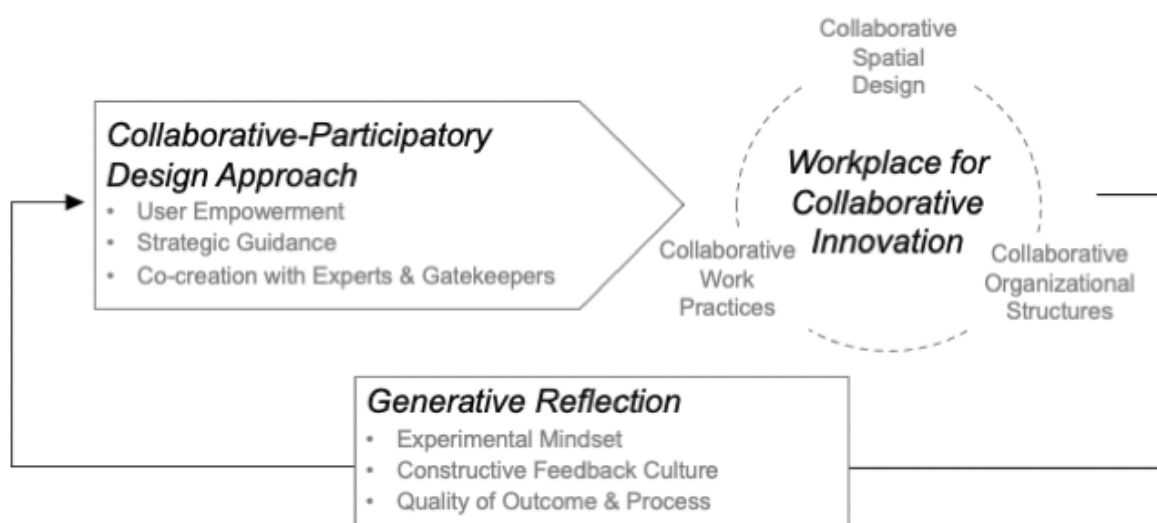 Collaborative-Participatory
Design Approach
• User Empowerment
• Strategic Guidance
• Co-creation with Experts & Gatekeepers
Collaborative
Spatial
Design
Workplace for
Collaborative
Innovation
Collaborative
Work
Practices
Collaborative
Organizational
Structures
Generative Reflection
• Experimental Mindset
• Constructive Feedback Culture
• Quality of Outcome & Process